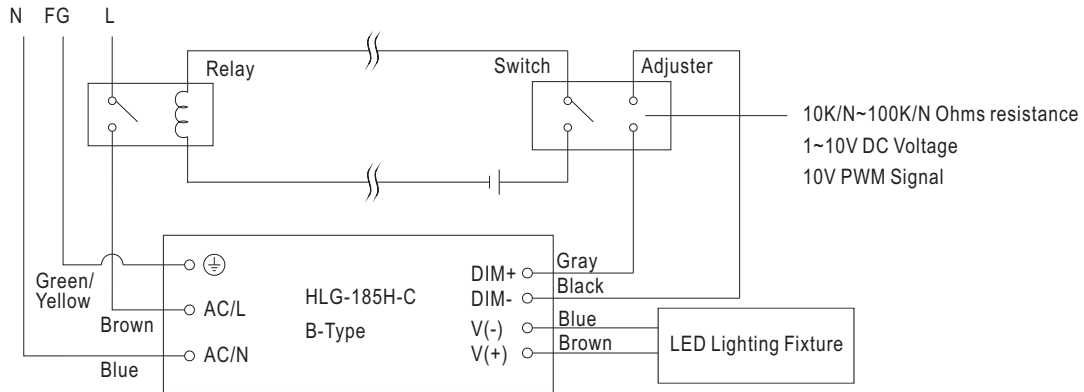 N FG L
Relay
Switch
Adjuster
10K/N~100K/N Ohms resistance
1~10V DC Voltage
10V PWM Signal
Green/
Yellow
Brown
AC/L
Blue
AC/N
HLG-185H-C
B-Type
DIM+
Gray
DIM-
Black
V(-)
Blue
V(+)
Brown
LED Lighting Fixture